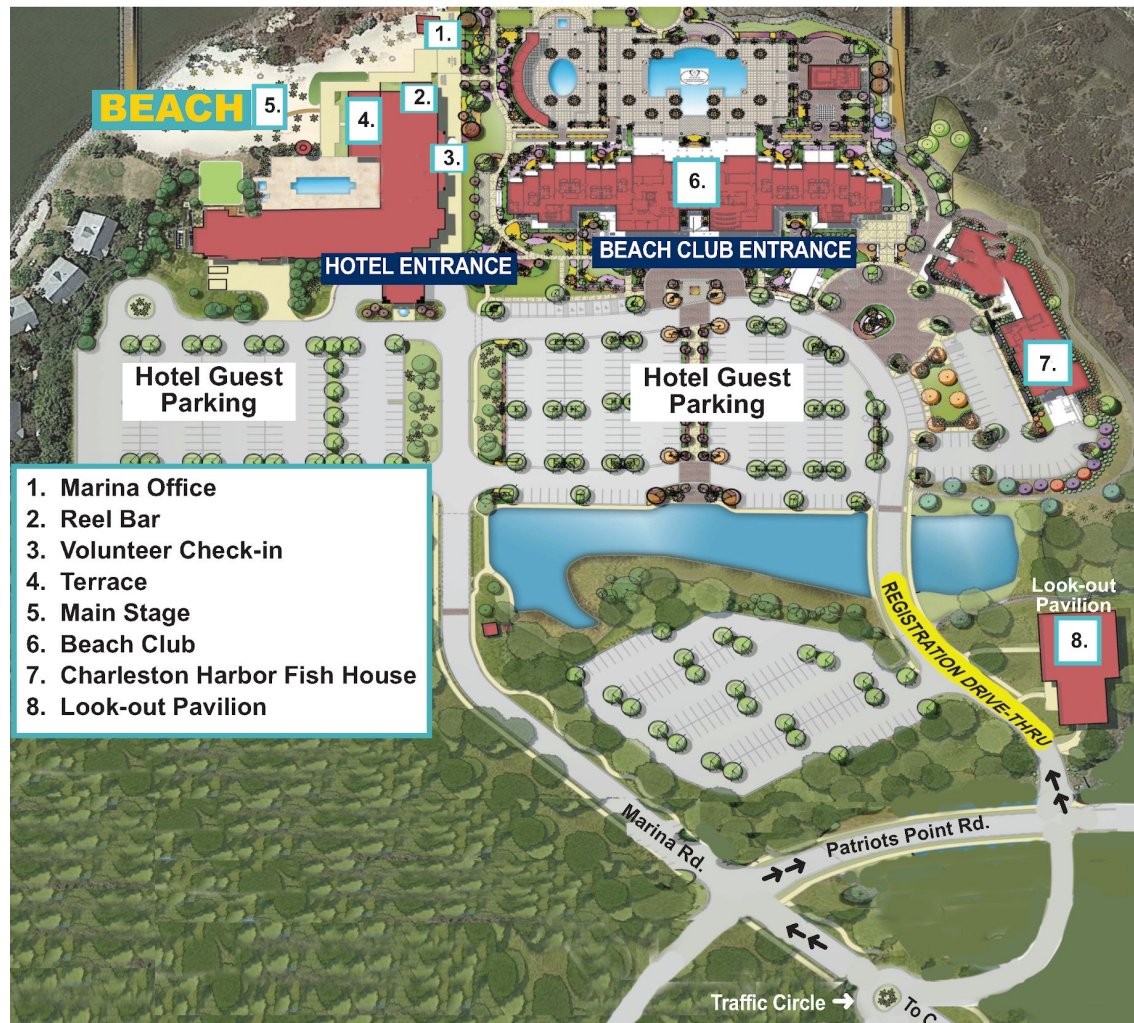 1.
2.
BEACH
5.
4.
3.
6.
HOTEL ENTRANCE
BEACH CLUB ENTRANCE
7.
Hotel Guest
Parking
Hotel Guest
Parking
1. Marina Office
2. Reel Bar
3. Volunteer Check-in
4. Terrace
5. Main Stage
6. Beach Club
7. Charleston Harbor Fish House
8. Look-out Pavilion
Look-out
Pavilion
8.
REGISTRATION DRIVE-THRU
Marina Rd.
Patriots Point Rd.
Traffic Circle
To